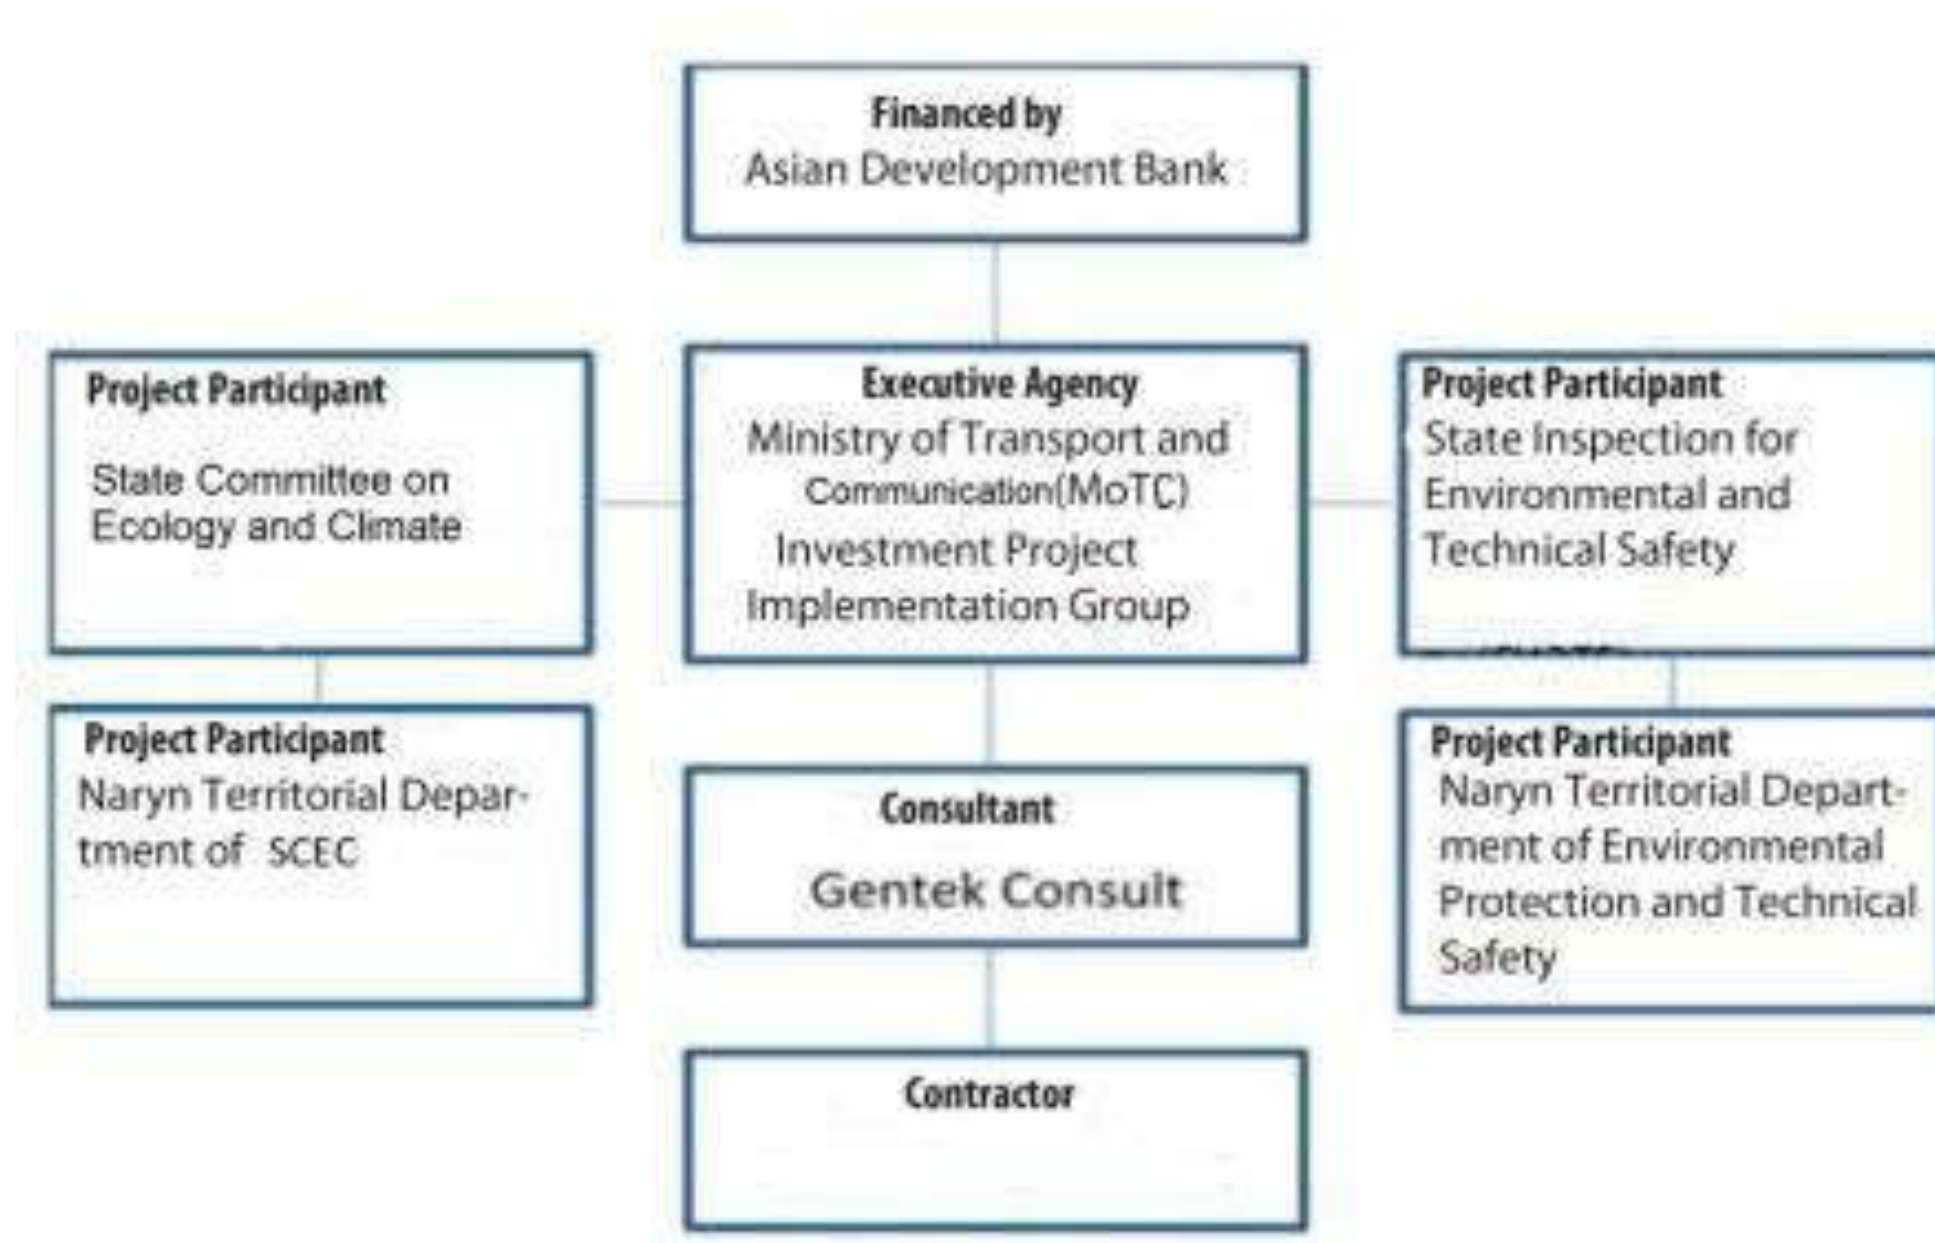 Financed by
Asian Development Bank
Project Participant
State Committee on
Ecology and Climate
Executive Agency
Ministry of Transport and
Communication(MoTC)
Investment Project
Implementation Group
Project Participant
State Inspection for
Environmental and
Technical Safety
Project Participant
Naryn Territorial Depar-
tment of SCEC
Consultant
Gentek Consult
Project Participant
Naryn Territorial Depart-
ment of Environmental
Protection and Technical
Safety
Contractor